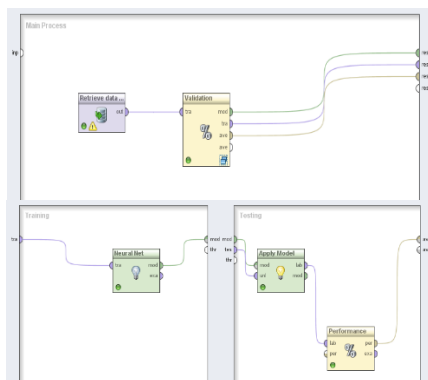 Main Process
inp
Retrieve data ...
out
Validation
tra
mod
tra
ave
ave
res
res
res
res
Training
tra
Neural Net
tra
mod
exa
mod
thr
Testing
mod
tes
thr
Apply Model
mod
unl
lab
mod
Performance
lab
per
per
exa
ave
ave